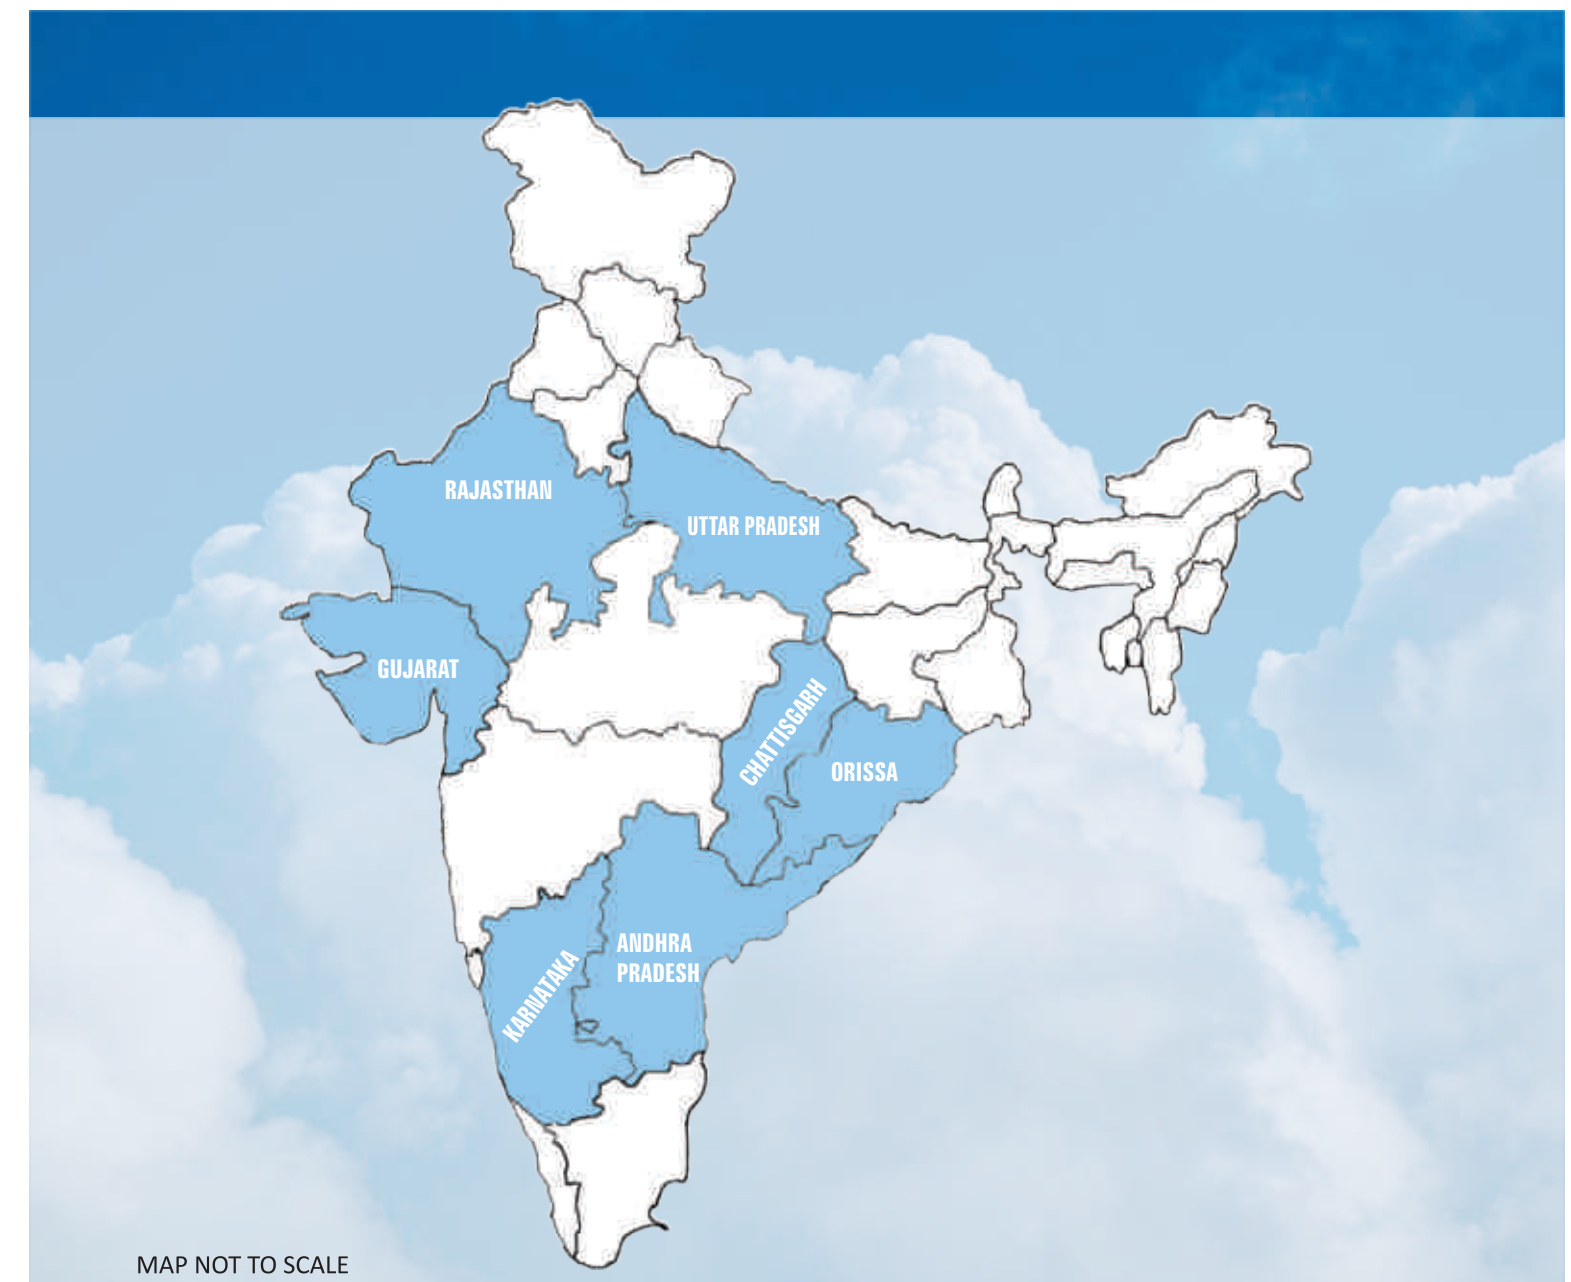 RAJASTHAN
UTTAR PRADESH
GUJARAT
CHATTISGARH
ORISSA
ANDHRA
PRADESH
KARNATAKA
MAP NOT TO SCALE